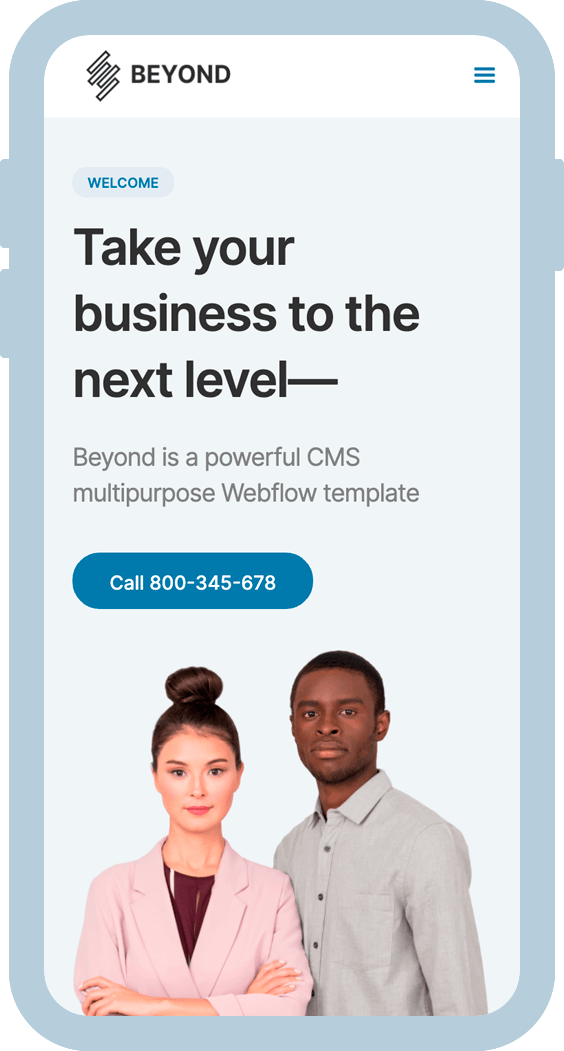 BEYOND
WELCOME
Take your
business to the
next level—
Beyond is a powerful CMS
multipurpose Webflow template
Call 800-345-678